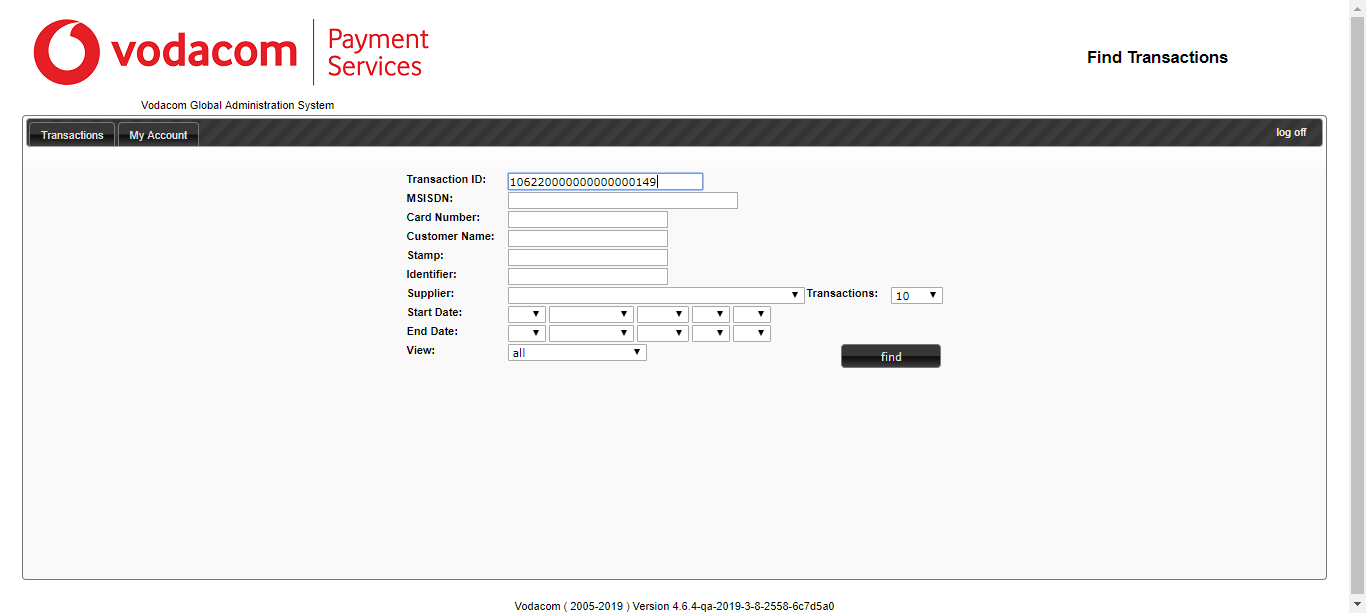 vodacom
Payment
Services
Find Transactions
Vodacom Global Administration System
Transactions My Account log off
Transaction ID: 106220000000000000149
MSISDN:
Card Number:
Customer Name:
Stamp:
Identifier:
Supplier: Transactions: 10
Start Date:
End Date:
View: all find
Vodacom ( 2005-2019 ) Version 4.6.4-qa-2019-3-8-2558-6c7d5a0